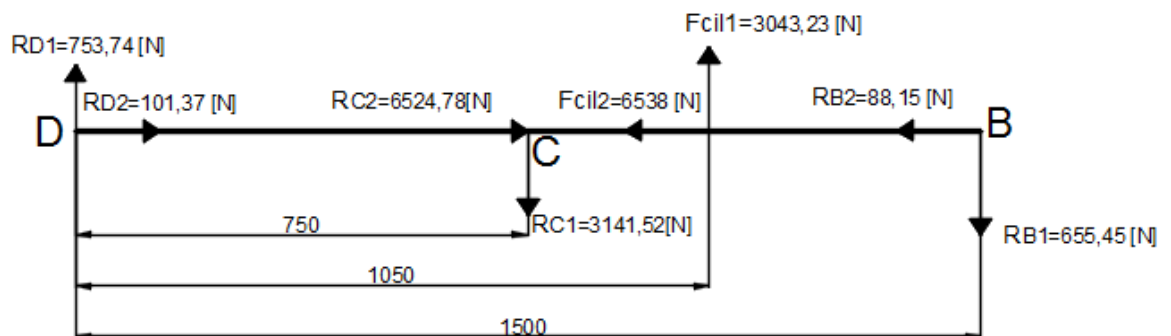 Fcil1=3043,23 [N]
RD1=753,74 [N]
RD2=101,37 [N]
RC2=6524,78[N]
Fcil2=6538 [N]
RB2=88,15 [N]
D
C
B
RC1=3141,52[N]
RB1=655,45 [N]
750
1050
1500